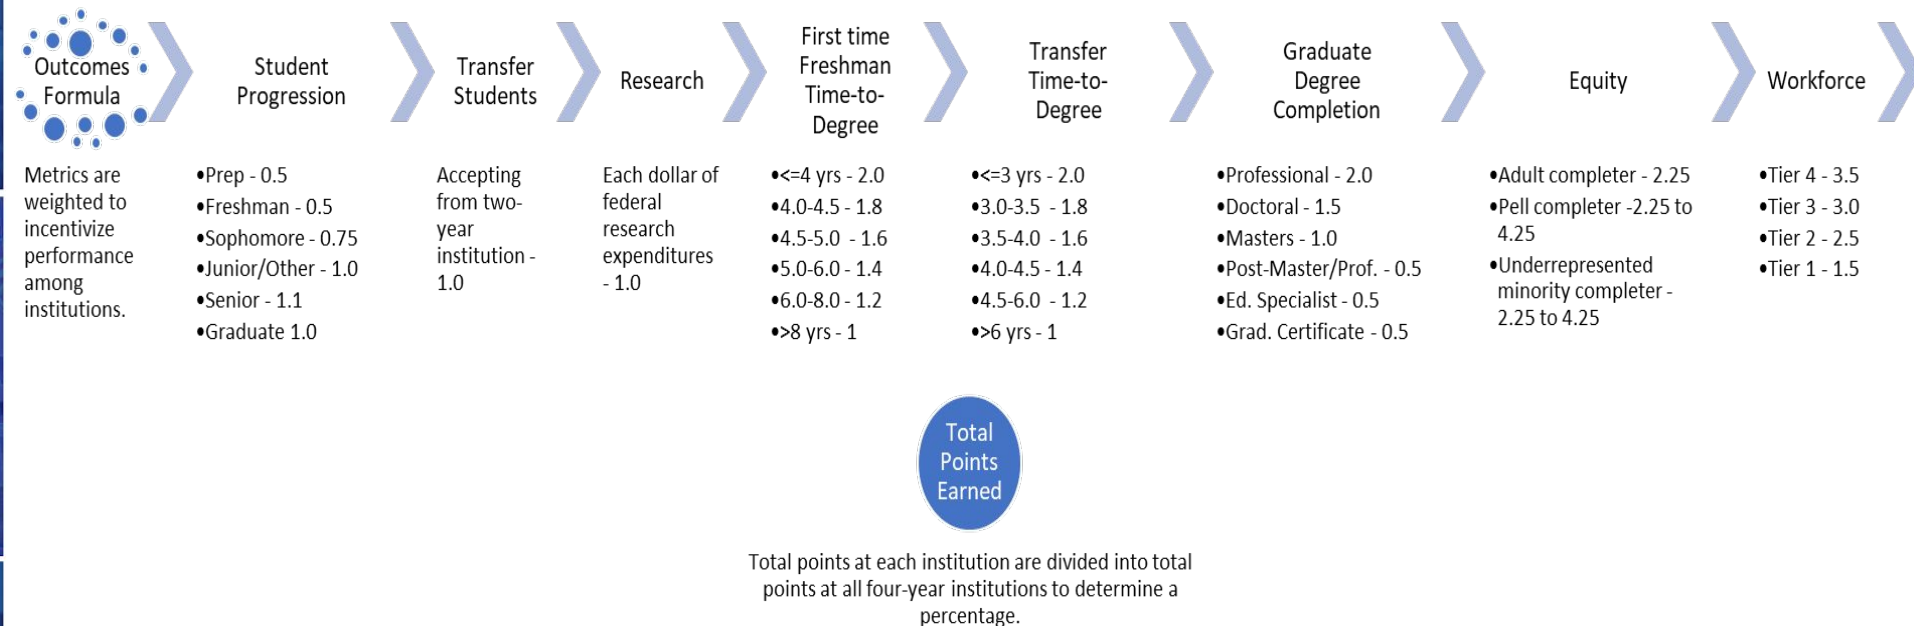 Outcomes
Formula
Metrics are
weighted to
incentivize
performance
among
institutions.
Student
Progression
•Prep - 0.5
•Freshman - 0.5
•Sophomore - 0.75
•Junior/Other - 1.0
•Senior - 1.1
•Graduate 1.0
Transfer
Students
Accepting
from two-
year
institution -
1.0
Research
Each dollar of
federal
research
expenditures
- 1.0
First time
Freshman
Time-to-
Degree
•<=4 yrs - 2.0
•4.0-4.5 - 1.8
•4.5-5.0 - 1.6
•5.0-6.0 - 1.4
•6.0-8.0 - 1.2
•>8 yrs - 1
Transfer
Time-to-
Degree
•<=3 yrs - 2.0
•3.0-3.5 - 1.8
•3.5-4.0 - 1.6
•4.0-4.5 - 1.4
•4.5-6.0 - 1.2
•>6 yrs - 1
Graduate
Degree
Completion
•Professional - 2.0
•Doctoral - 1.5
•Masters - 1.0
•Post-Master/Prof. - 0.5
•Ed. Specialist - 0.5
•Grad. Certificate - 0.5
Equity
•Adult completer - 2.25
•Pell completer -2.25 to
4.25
•Underrepresented
minority completer -
2.25 to 4.25
Workforce
•Tier 4 - 3.5
•Tier 3 - 3.0
•Tier 2 - 2.5
•Tier 1 - 1.5
Total
Points
Earned
Total points at each institution are divided into total
points at all four-year institutions to determine a
percentage.